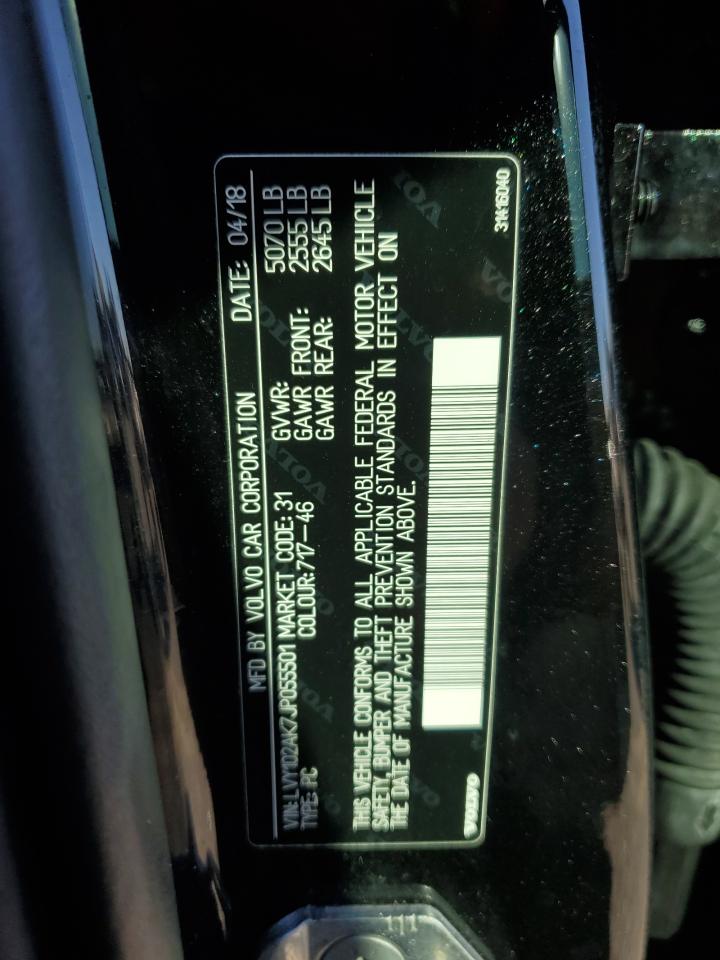 MFD BY VOLVO CAR CORPORATION DATE: 04/18
VIN: LVY102AK7JP055501 MARKET CODE: 31 GVWR: 5070 LB
TYPE: PC COLOUR: 717-46 GAWR FRONT: 2555 LB
GAWR REAR: 2645 LB
THIS VEHICLE CONFORMS TO ALL APPLICABLE FEDERAL MOTOR VEHICLE
SAFETY, BUMPER AND THEFT PREVENTION STANDARDS IN EFFECT ON
THE DATE OF MANUFACTURE SHOWN ABOVE.
VOLVO
31416040
111